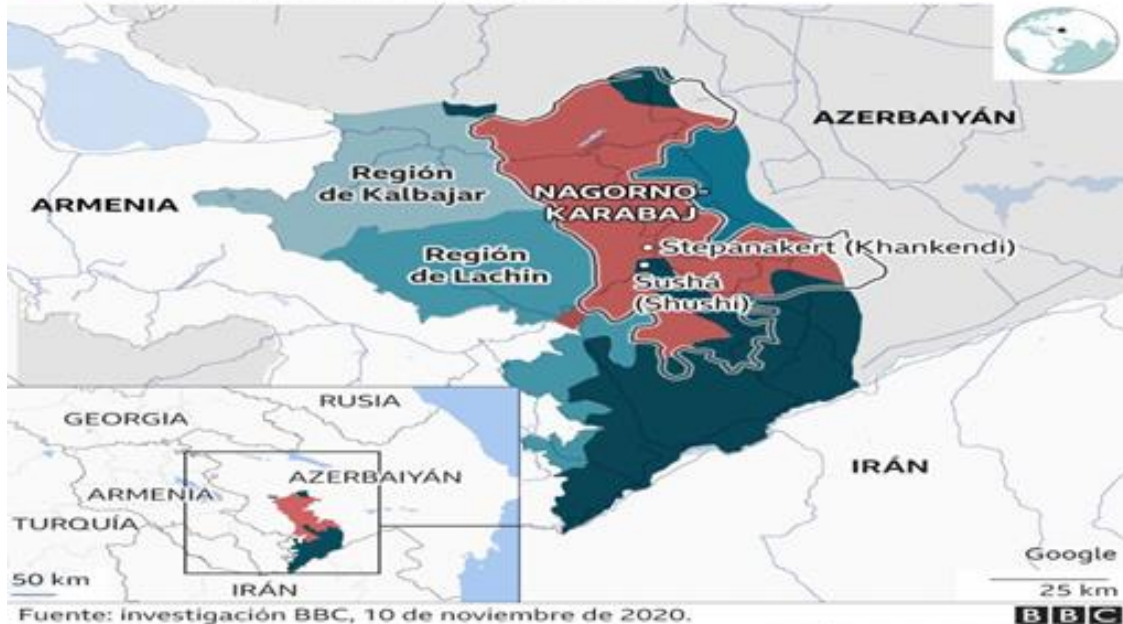 AZERBAIYÁN
Región
de Kalbajar
ARMENIA
NAGORNO-
KARABAJ
Región
de Lachin
Stepanakert (Khankendi)
Sushá
(Shushi)
IRÁN
RUSIA
GEORGIA
AZERBAIYÁN
ARMENIA
TURQUÍA
IRÁN
50 km
Google
25 km
Fuente: investigación BBC, 10 de noviembre de 2020.
BBC